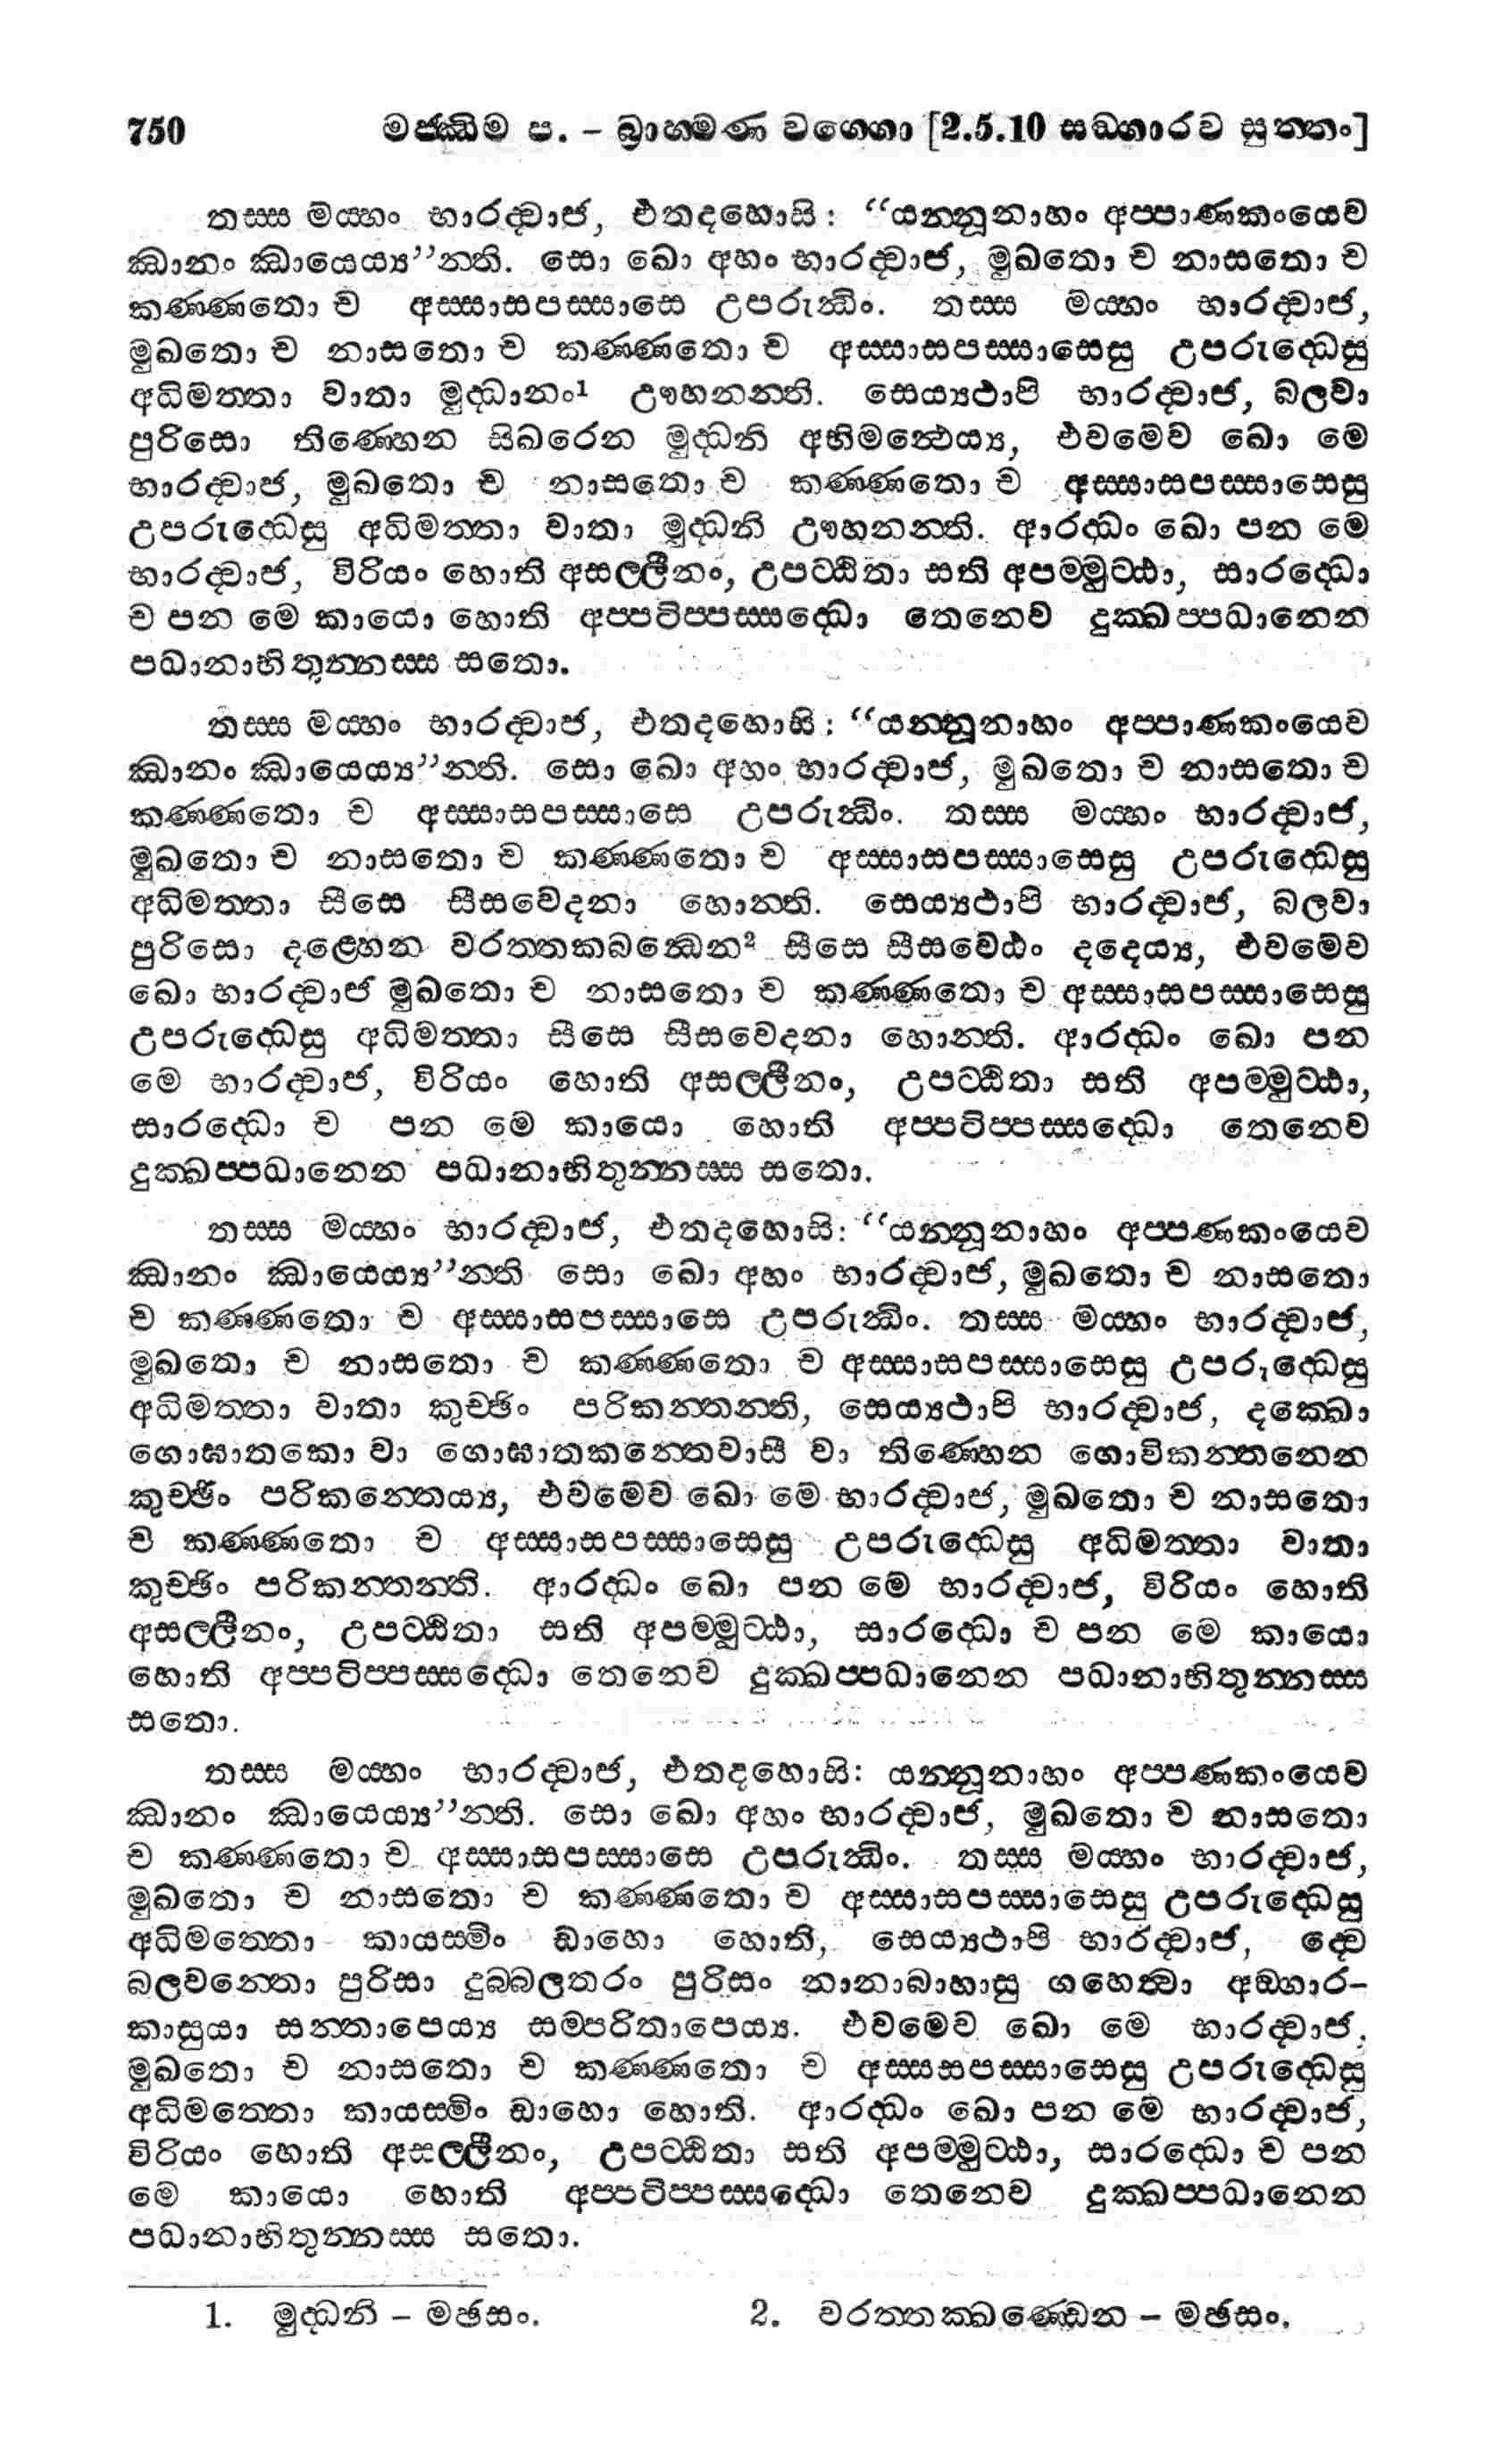 750 මජ්ඣිම ප. – බ්‍රාහ්මණ වග්ගො [2.5.10 සඞ්ගාරව සුත්තං]
තස්ස මය්හං භාරද්වාජ, එතදහොසි: “යන්නූනාහං අප්පාණකංයෙව
ඣානං ඣායෙය්‍ය”න්ති. සො ඛො අහං භාරද්වාජ, මුඛතො ච නාසතො ච
කණ්ණතො ච අස්සාසපස්සාසෙ උපරුන්ධිං. තස්ස මය්හං භාරද්වාජ,
මුඛතො ච නාසතො ච කණ්ණතො ච අස්සාසපස්සාසෙසු උපරුද්ධෙසු
අධිමත්තා වාතා මුද්ධානං¹ ඌහනන්ති. සෙය්‍යථාපි භාරද්වාජ, බලවා
පුරිසො තිණ්හෙන සිඛරෙන මුද්ධනි අභිමන්ථෙය්‍ය, එවමෙව ඛො මෙ
භාරද්වාජ, මුඛතො ච නාසතො ච කණ්ණතො ච අස්සාසපස්සාසෙසු
උපරුද්ධෙසු අධිමත්තා වාතා මුද්ධනි ඌහනන්ති. ආරද්ධං ඛො පන මෙ
භාරද්වාජ, විරියං හොති අසල්ලීනං, උපට්ඨිතා සති අපම්මුට්ඨා, සාරද්ධො
ච පන මෙ කායො හොති අප්පටිප්පස්සද්ධො තෙනෙව දුක්ඛප්පධානෙන
පධානාභිතුන්නස්ස සතො.
තස්ස මය්හං භාරද්වාජ, එතදහොසි: “යන්නූනාහං අප්පාණකංයෙව
ඣානං ඣායෙය්‍ය”න්ති. සො ඛො අහං භාරද්වාජ, මුඛතො ච නාසතො ච
කණ්ණතො ච අස්සාසපස්සාසෙ උපරුන්ධිං. තස්ස මය්හං භාරද්වාජ,
මුඛතො ච නාසතො ච කණ්ණතො ච අස්සාසපස්සාසෙසු උපරුද්ධෙසු
අධිමත්තා සීසෙ සීසවෙදනා හොන්ති. සෙය්‍යථාපි භාරද්වාජ, බලවා
පුරිසො දළ්හෙන වරත්තකබන්ධෙන² සීසෙ සීසවෙඨං දදෙය්‍ය, එවමෙව
ඛො භාරද්වාජ මුඛතො ච නාසතො ච කණ්ණතො ච අස්සාසපස්සාසෙසු
උපරුද්ධෙසු අධිමත්තා සීසෙ සීසවෙදනා හොන්ති. ආරද්ධං ඛො පන
මෙ භාරද්වාජ, විරියං හොති අසල්ලීනං, උපට්ඨිතා සති අපම්මුට්ඨා,
සාරද්ධො ච පන මෙ කායො හොති අප්පටිප්පස්සද්ධො තෙනෙව
දුක්ඛප්පධානෙන පධානාභිතුන්නස්ස සතො.
තස්ස මය්හං භාරද්වාජ, එතදහොසි: “යන්නූනාහං අප්පණකංයෙව
ඣානං ඣායෙය්‍ය”න්ති සො ඛො අහං භාරද්වාජ, මුඛතො ච නාසතො
ච කණ්ණතො ච අස්සාසපස්සාසෙ උපරුන්ධිං. තස්ස මය්හං භාරද්වාජ,
මුඛතො ච නාසතො ච කණ්ණතො ච අස්සාසපස්සාසෙසු උපරුද්ධෙසු
අධිමත්තා වාතා කුච්ඡිං පරිකන්තන්ති, සෙය්‍යථාපි භාරද්වාජ, දක්ඛො
ගොඝාතකො වා ගොඝාතකන්තෙවාසී වා තිණ්හෙන ගොවිකන්තනෙන
කුච්ඡිං පරිකන්තෙය්‍ය, එවමෙව ඛො මෙ භාරද්වාජ, මුඛතො ච නාසතො
ච කණ්ණතො ච අස්සාසපස්සාසෙසු උපරුද්ධෙසු අධිමත්තා වාතා
කුච්ඡිං පරිකන්තන්ති. ආරද්ධං ඛො පන මෙ භාරද්වාජ, විරියං හොති
අසල්ලීනං, උපට්ඨිතා සති අපම්මුට්ඨා, සාරද්ධො ච පන මෙ කායො
හොති අප්පටිප්පස්සද්ධො තෙනෙව දුක්ඛප්පධානෙන පධානාභිතුන්නස්ස
සතො.
තස්ස මය්හං භාරද්වාජ, එතදහොසි: යන්නූනාහං අප්පණකංයෙව
ඣානං ඣායෙය්‍ය”න්ති. සො ඛො අහං භාරද්වාජ, මුඛතො ච නාසතො
ච කණ්ණතො ච අස්සාසපස්සාසෙ උපරුන්ධිං. තස්ස මය්හං භාරද්වාජ,
මුඛතො ච නාසතො ච කණ්ණතො ච අස්සාසපස්සාසෙසු උපරුද්ධෙසු
අධිමත්තො කායස්මිං ඩාහො හොති, සෙය්‍යථාපි භාරද්වාජ, ද්වෙ
බලවන්තො පුරිසා දුබ්බලතරං පුරිසං නානාබාහාසු ගහෙත්වා අඞ්ගාර-
කාසුයා සන්තාපෙය්‍ය සම්පරිතාපෙය්‍ය. එවමෙව ඛො මෙ භාරද්වාජ,
මුඛතො ච නාසතො ච කණ්ණතො ච අස්සසපස්සාසෙසු උපරුද්ධෙසු
අධිමත්තො කායස්මිං ඩාහො හොති. ආරද්ධං ඛො පන මෙ භාරද්වාජ,
විරියං හොති අසල්ලීනං, උපට්ඨිතා සති අපම්මුට්ඨා, සාරද්ධො ච පන
මෙ කායො හොති අප්පටිප්පස්සද්ධො තෙනෙව දුක්ඛප්පධානෙන
පධානාභිතුන්නස්ස සතො.
1. මුද්ධනි – මඡසං. 2. වරත්තක්ඛණ්ඩෙන – මඡසං.